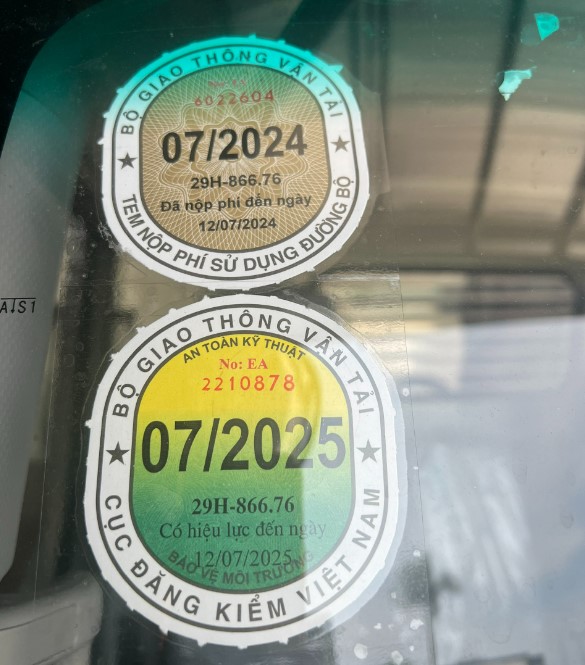 BỘ GIAO THÔNG VẬN TẢI
6022604
07/2024
29H-866.76
Đã nộp phí đến ngày
12/07/2024
TEM NỘP PHÍ SỬ DỤNG ĐƯỜNG BỘ
BỘ GIAO THÔNG VẬN TẢI
AN TOÀN KỸ THUẬT
No: EA
2210878
07/2025
29H-866.76
Có hiệu lực đến ngày
12/07/2025
BẢO VỆ MÔI TRƯỜNG
CỤC ĐĂNG KIỂM VIỆT NAM